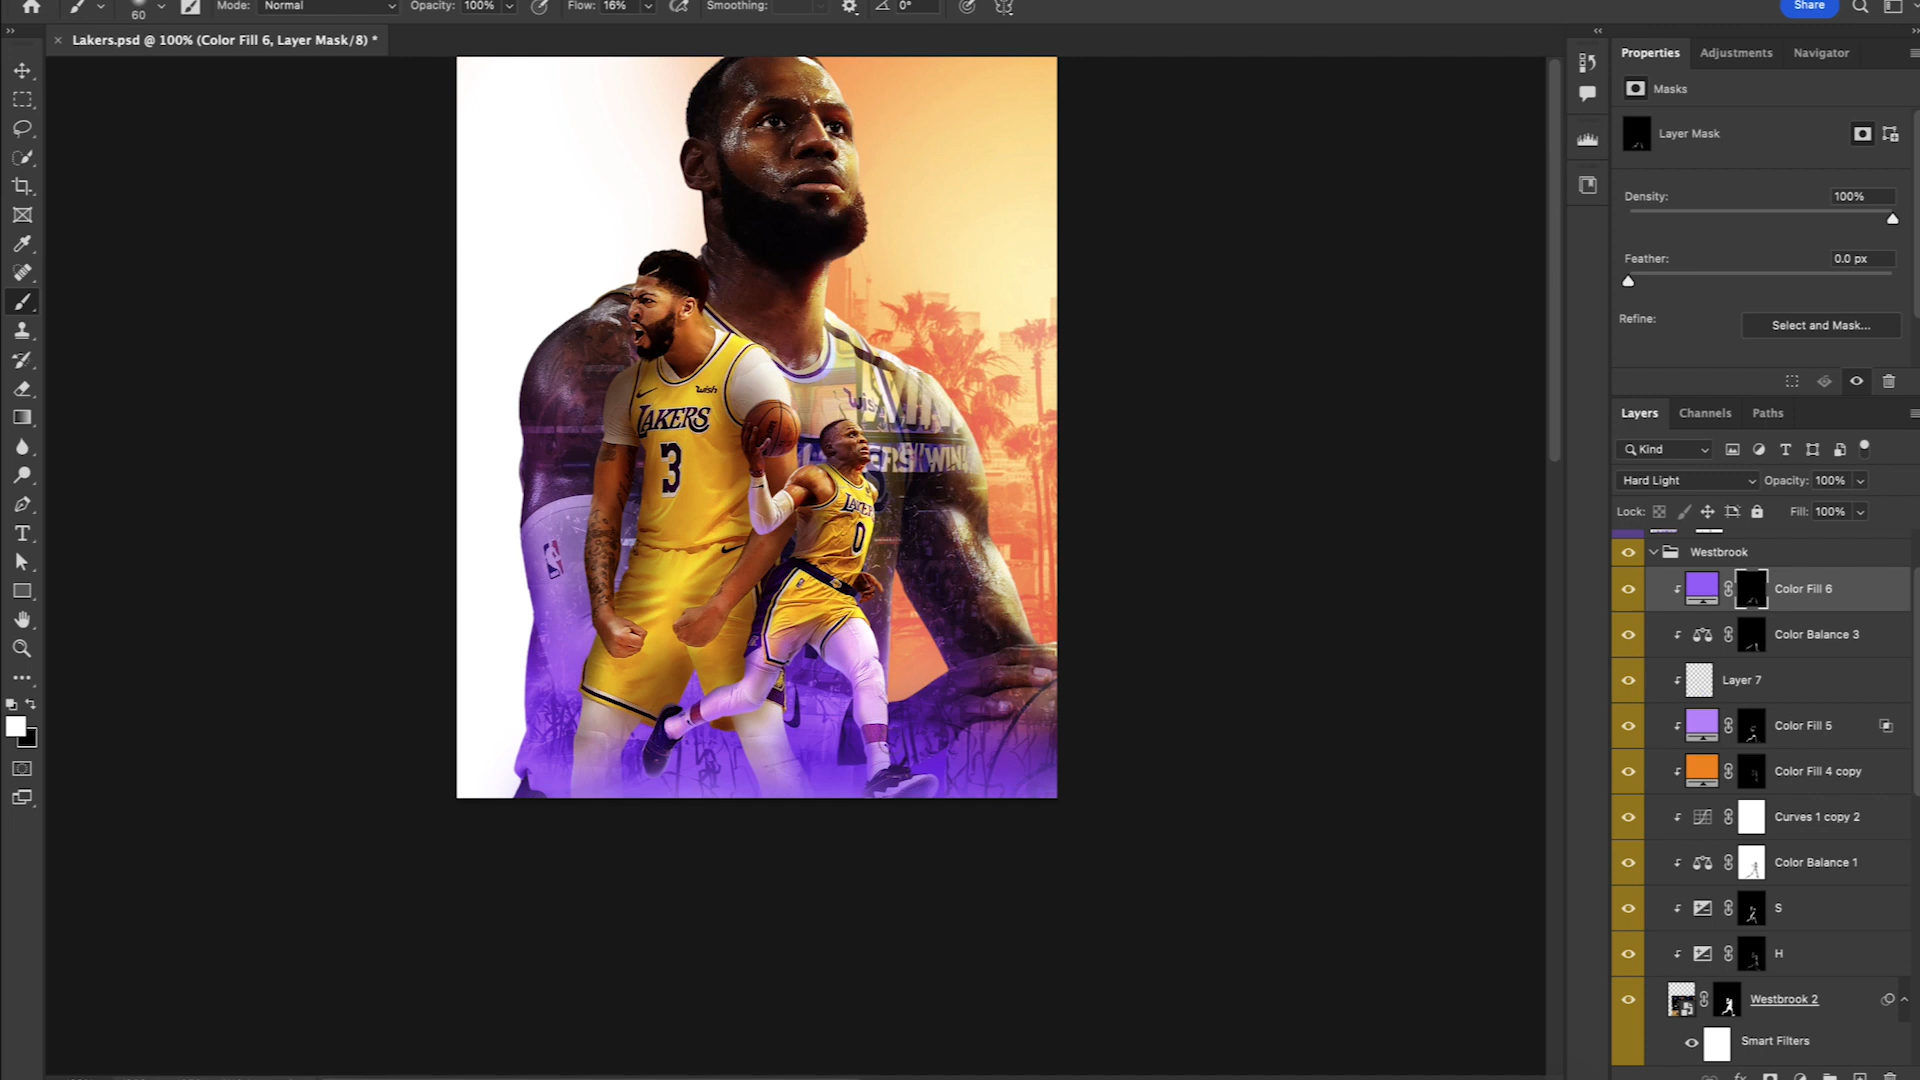 Mode: Normal Opacity: 100% Flow: 16% Smoothing: 0° Share
60
Lakers.psd @ 100% (Color Fill 6, Layer Mask/8) *
Properties Adjustments Navigator
Masks
Layer Mask
Density: 100%
Feather: 0.0 px
Refine: Select and Mask...
Layers Channels Paths
Kind
Hard Light Opacity: 100%
Lock: Fill: 100%
Westbrook
Color Fill 6
Color Balance 3
Layer 7
Color Fill 5
Color Fill 4 copy
Curves 1 copy 2
Color Balance 1
S
H
Westbrook 2
Smart Filters
wish
LAKERS
3
wish
WIN!
LAKERS
0